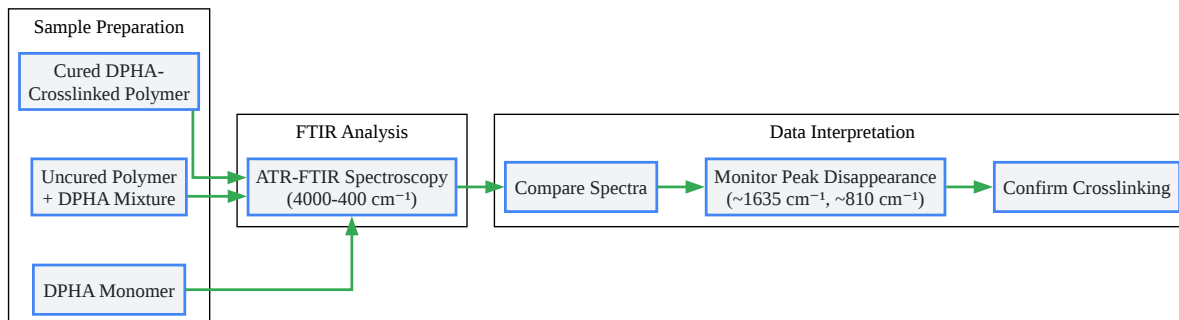 Sample Preparation
Cured DPHA-
Crosslinked Polymer
Uncured Polymer
+ DPHA Mixture
DPHA Monomer
FTIR Analysis
ATR-FTIR Spectroscopy
(4000-400 cm⁻¹)
Data Interpretation
Compare Spectra
Monitor Peak Disappearance
(~1635 cm⁻¹, ~810 cm⁻¹)
Confirm Crosslinking